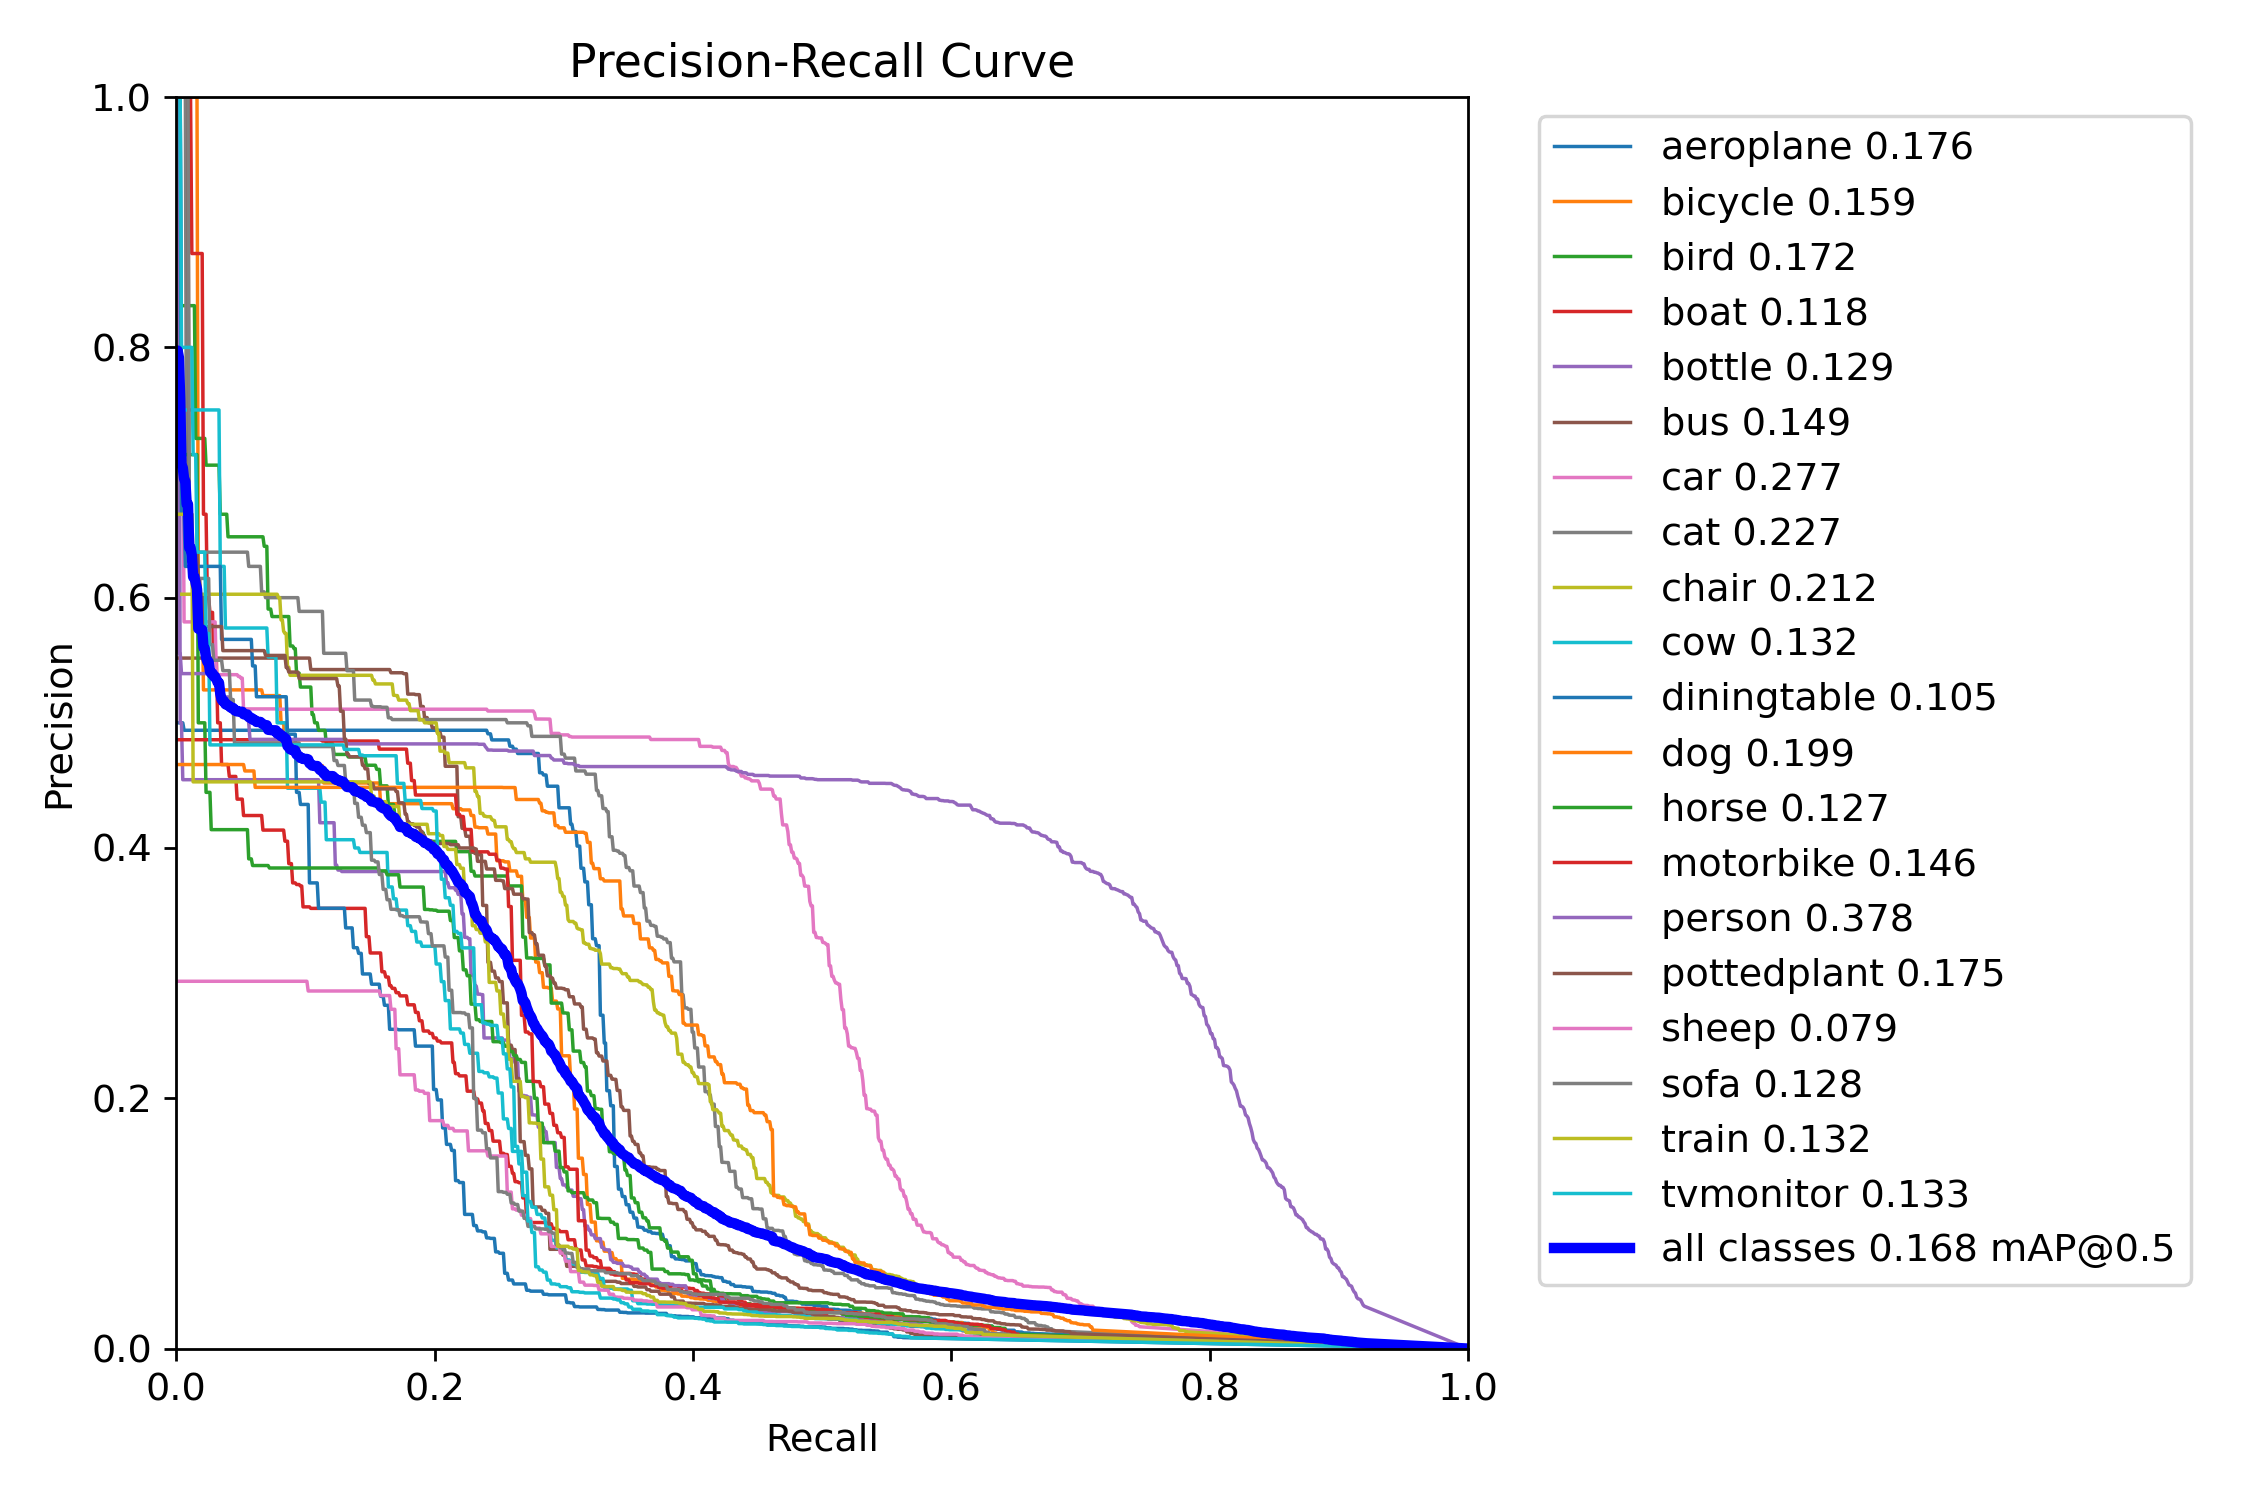 Precision-Recall Curve
1.0
0.8
0.6
0.4
0.2
0.0
Precision
0.0 0.2 0.4 0.6 0.8 1.0
Recall
aeroplane 0.176
bicycle 0.159
bird 0.172
boat 0.118
bottle 0.129
bus 0.149
car 0.277
cat 0.227
chair 0.212
cow 0.132
diningtable 0.105
dog 0.199
horse 0.127
motorbike 0.146
person 0.378
pottedplant 0.175
sheep 0.079
sofa 0.128
train 0.132
tvmonitor 0.133
all classes 0.168 mAP@0.5